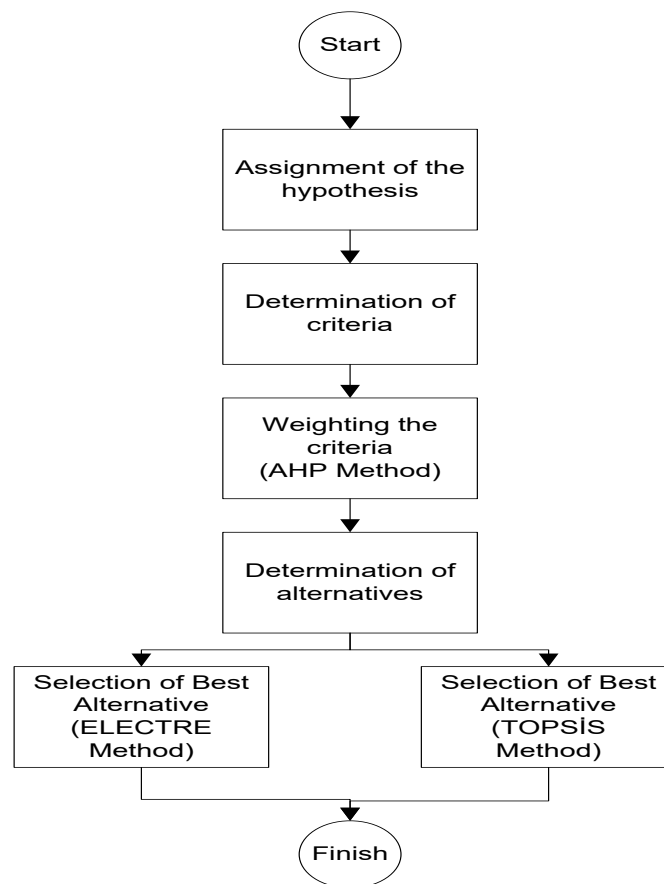 Start
Assignment of the
hypothesis
Determination of
criteria
Weighting the
criteria
(AHP Method)
Determination of
alternatives
Selection of Best
Alternative
(ELECTRE
Method)
Selection of Best
Alternative
(TOPSİS
Method)
Finish